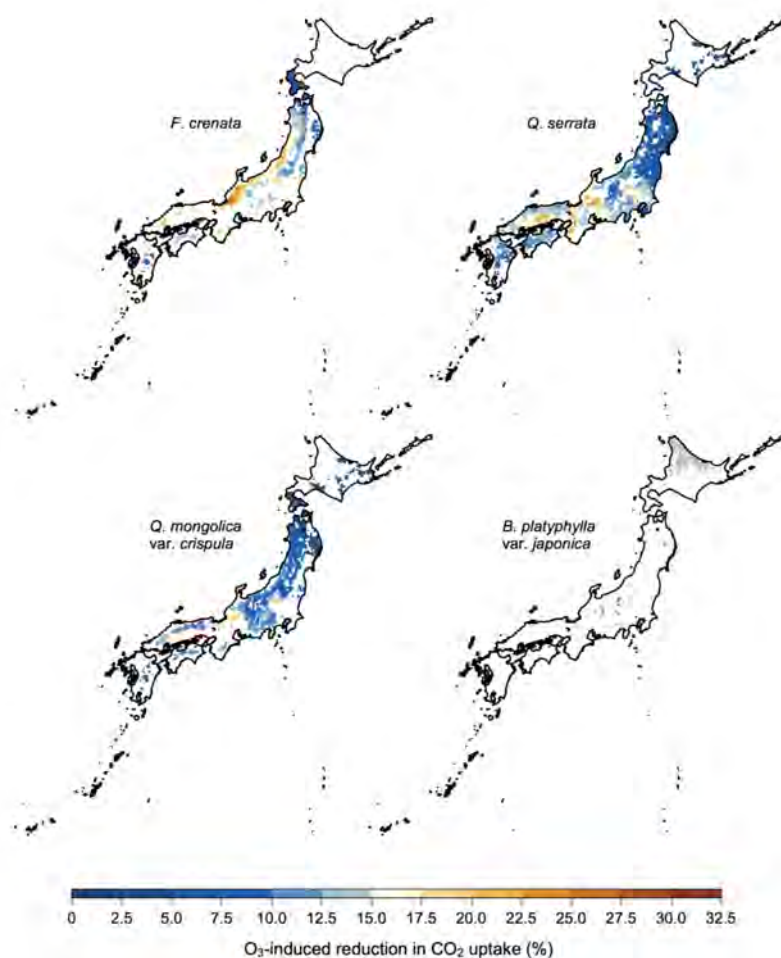 F. crenata
Q. serrata
Q. mongolica
var. crispula
B. platyphylla
var. japonica
0 2.5 5.0 7.5 10.0 12.5 15.0 17.5 20.0 22.5 25.0 27.5 30.0 32.5
O₃-induced reduction in CO₂ uptake (%)